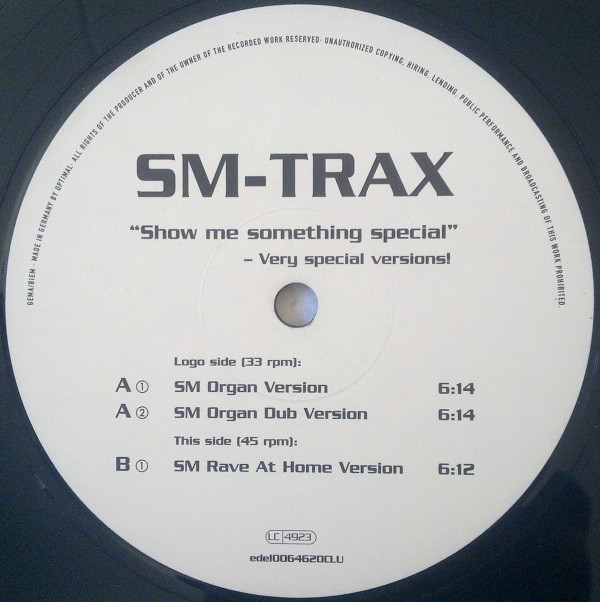 GEMA/BIEM · MADE IN GERMANY BY OPTIMAL· ALL RIGHTS OF THE PRODUCER AND OF THE OWNER OF THE RECORDED WORK RESERVED· UNAUTHORIZED COPYING, HIRING, LENDING, PUBLIC PERFORMANCE AND BROADCASTING OF THIS WORK PROHIBITED.
SM-TRAX
“Show me something special”
– Very special versions!
Logo side (33 rpm):
A ① SM Organ Version 6:14
A ② SM Organ Dub Version 6:14
This side (45 rpm):
B ① SM Rave At Home Version 6:12
LC 4923
edel0064620CLU